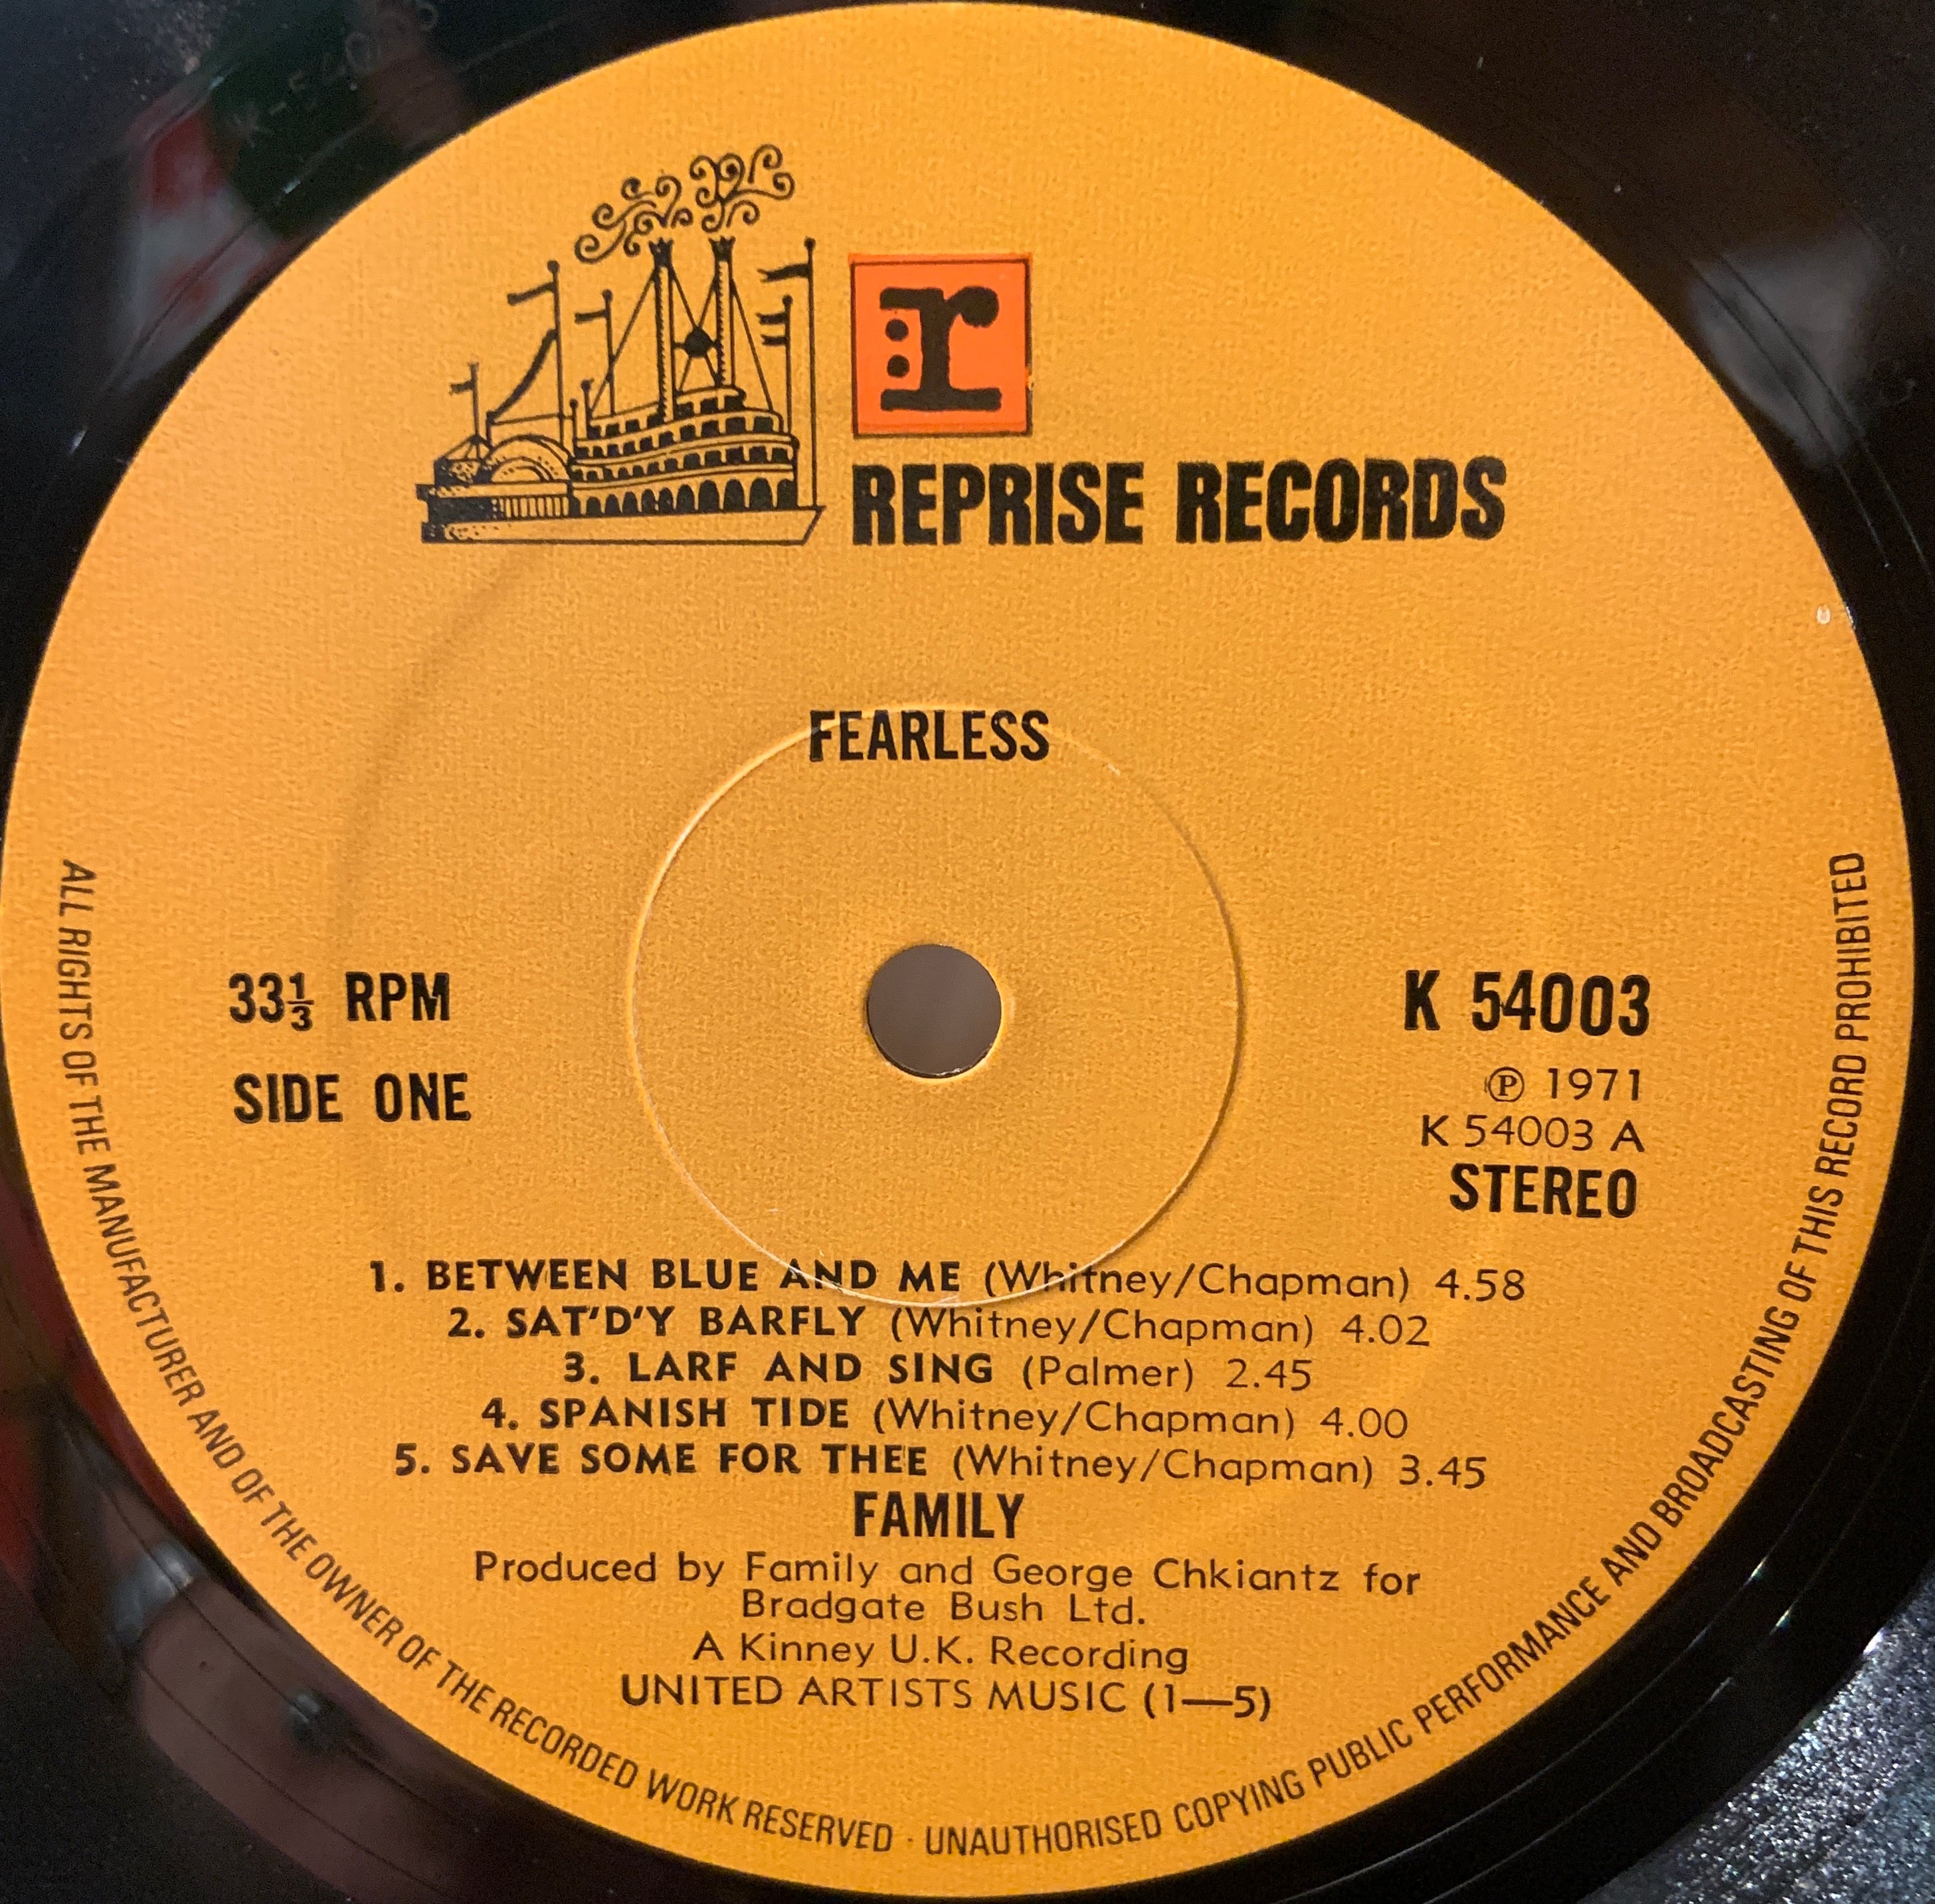 r
REPRISE RECORDS
FEARLESS
33⅓ RPM
SIDE ONE
K 54003
Ⓟ 1971
K 54003 A
STEREO
1. BETWEEN BLUE AND ME (Whitney/Chapman) 4.58
2. SAT'D'Y BARFLY (Whitney/Chapman) 4.02
3. LARF AND SING (Palmer) 2.45
4. SPANISH TIDE (Whitney/Chapman) 4.00
5. SAVE SOME FOR THEE (Whitney/Chapman) 3.45
FAMILY
Produced by Family and George Chkiantz for
Bradgate Bush Ltd.
A Kinney U.K. Recording
UNITED ARTISTS MUSIC (1—5)
ALL RIGHTS OF THE MANUFACTURER AND OF THE OWNER OF THE RECORDED WORK RESERVED · UNAUTHORISED COPYING PUBLIC PERFORMANCE AND BROADCASTING OF THIS RECORD PROHIBITED